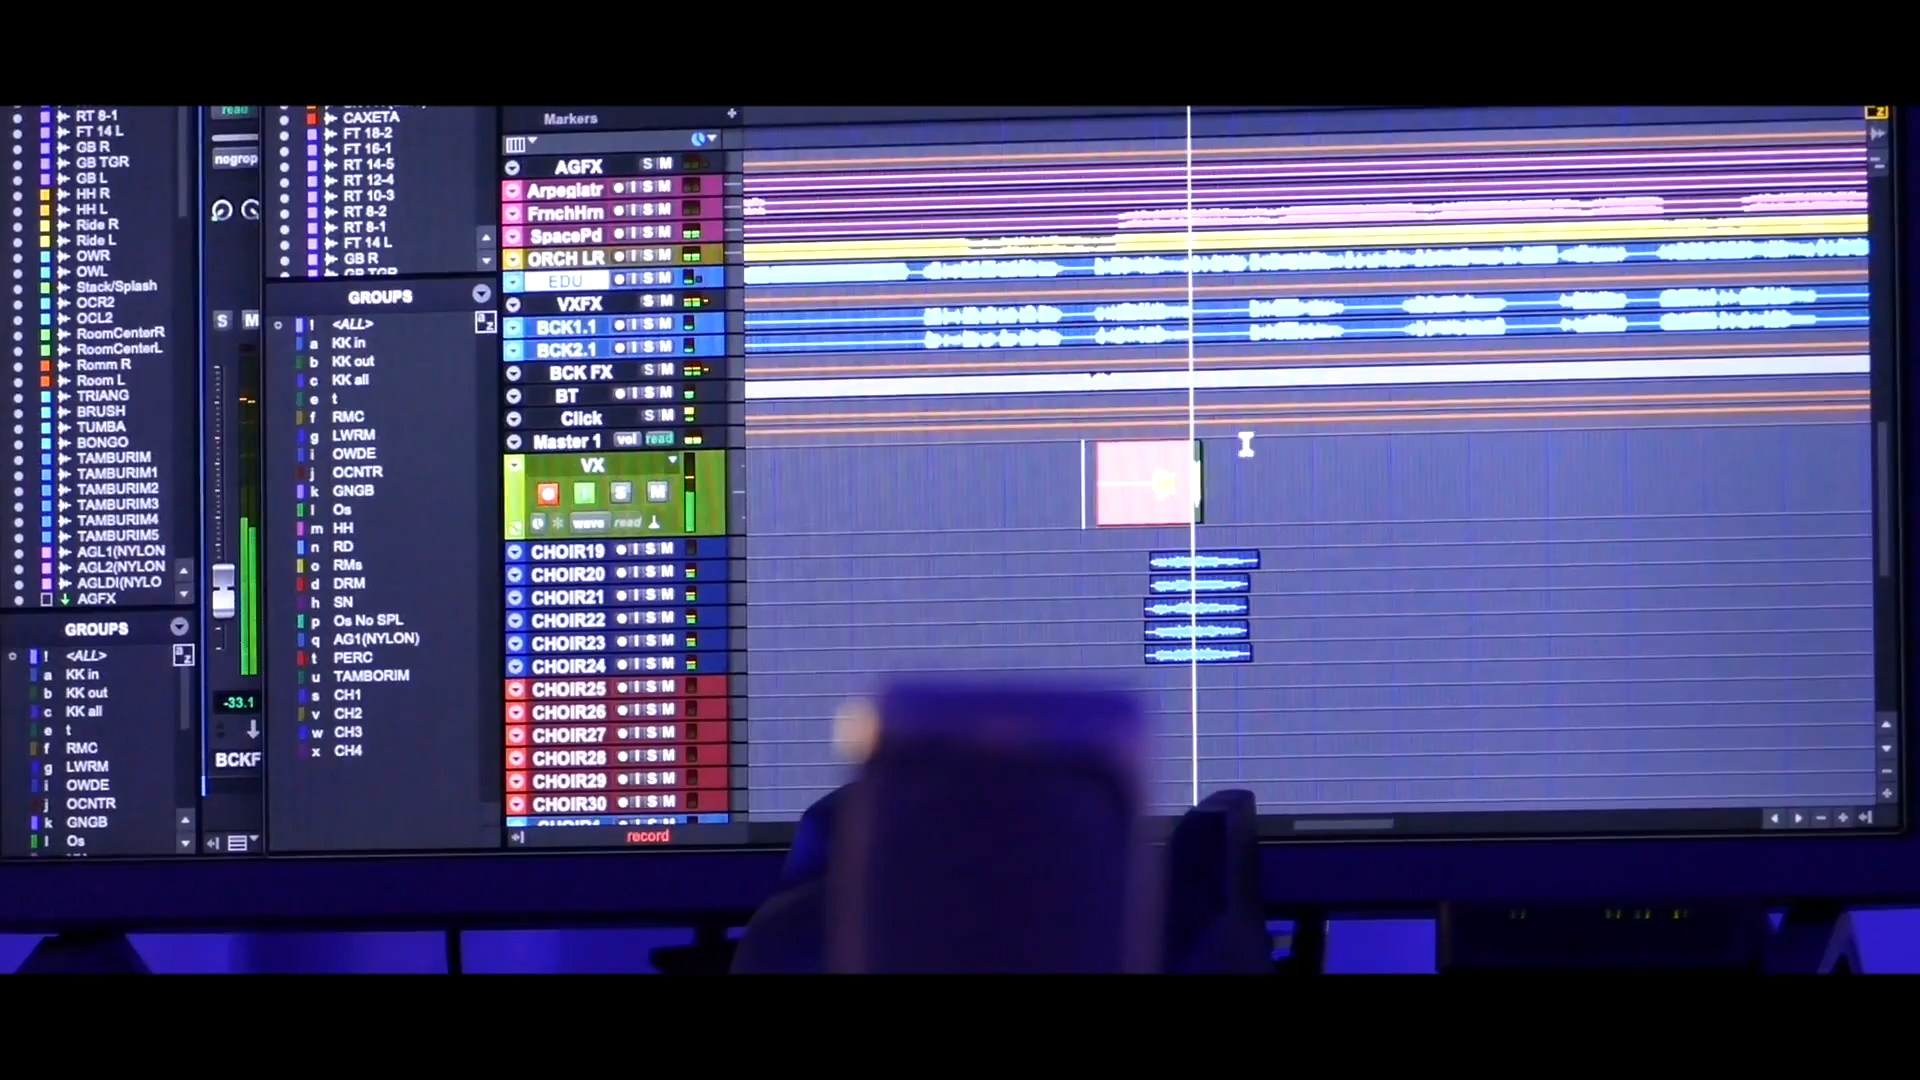 RT 8-1
FT 14 L
GB R
GB TGR
GB L
HH R
HH L
Ride R
Ride L
OWR
OWL
Stack/Splash
OCR2
OCL2
RoomCenterR
RoomCenterL
Romm R
Room L
TRIANG
BRUSH
TUMBA
BONGO
TAMBURIM
TAMBURIM1
TAMBURIM2
TAMBURIM3
TAMBURIM4
TAMBURIM5
AGL1(NYLON
AGL2(NYLON
AGLDI(NYLO
AGFX
GROUPS
! <ALL>
a KK in
b KK out
c KK all
e t
f RMC
g LWRM
i OWDE
j OCNTR
k GNGB
l Os
read
nogrop
S M
-33.1
BCKF
CAXETA
FT 18-2
FT 16-1
RT 14-5
RT 12-4
RT 10-3
RT 8-2
RT 8-1
FT 14 L
GB R
GB TGR
GROUPS
! <ALL>
a KK in
b KK out
c KK all
e t
f RMC
g LWRM
i OWDE
j OCNTR
k GNGB
l Os
m HH
n RD
o RMs
d DRM
h SN
p Os No SPL
q AG1(NYLON)
t PERC
u TAMBORIM
s CH1
v CH2
w CH3
x CH4
Markers
AGFX S M
Arpegiatr I S M
FrnchHrn I S M
SpacePd I S M
ORCH LR I S M
EDU I S M
VXFX S M
BCK1.1 I S M
BCK2.1 I S M
BCK FX S M
BT I S M
Click S M
Master 1 vol read
VX
I S M
wave read
CHOIR19 I S M
CHOIR20 I S M
CHOIR21 I S M
CHOIR22 I S M
CHOIR23 I S M
CHOIR24 I S M
CHOIR25 I S M
CHOIR26 I S M
CHOIR27 I S M
CHOIR28 I S M
CHOIR29 I S M
CHOIR30 I S M
record